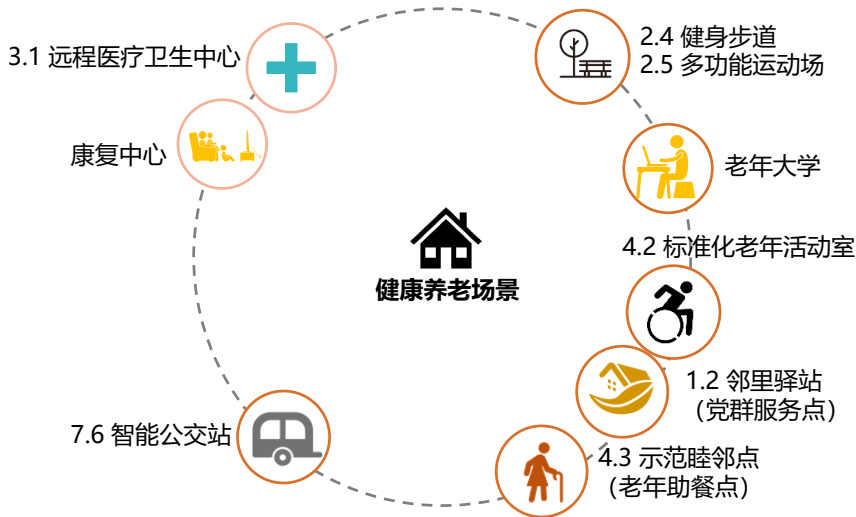 3.1 远程医疗卫生中心
康复中心
7.6 智能公交站
健康养老场景
2.4 健身步道
2.5 多功能运动场
老年大学
4.2 标准化老年活动室
1.2 邻里驿站
（党群服务点）
4.3 示范睦邻点
（老年助餐点）